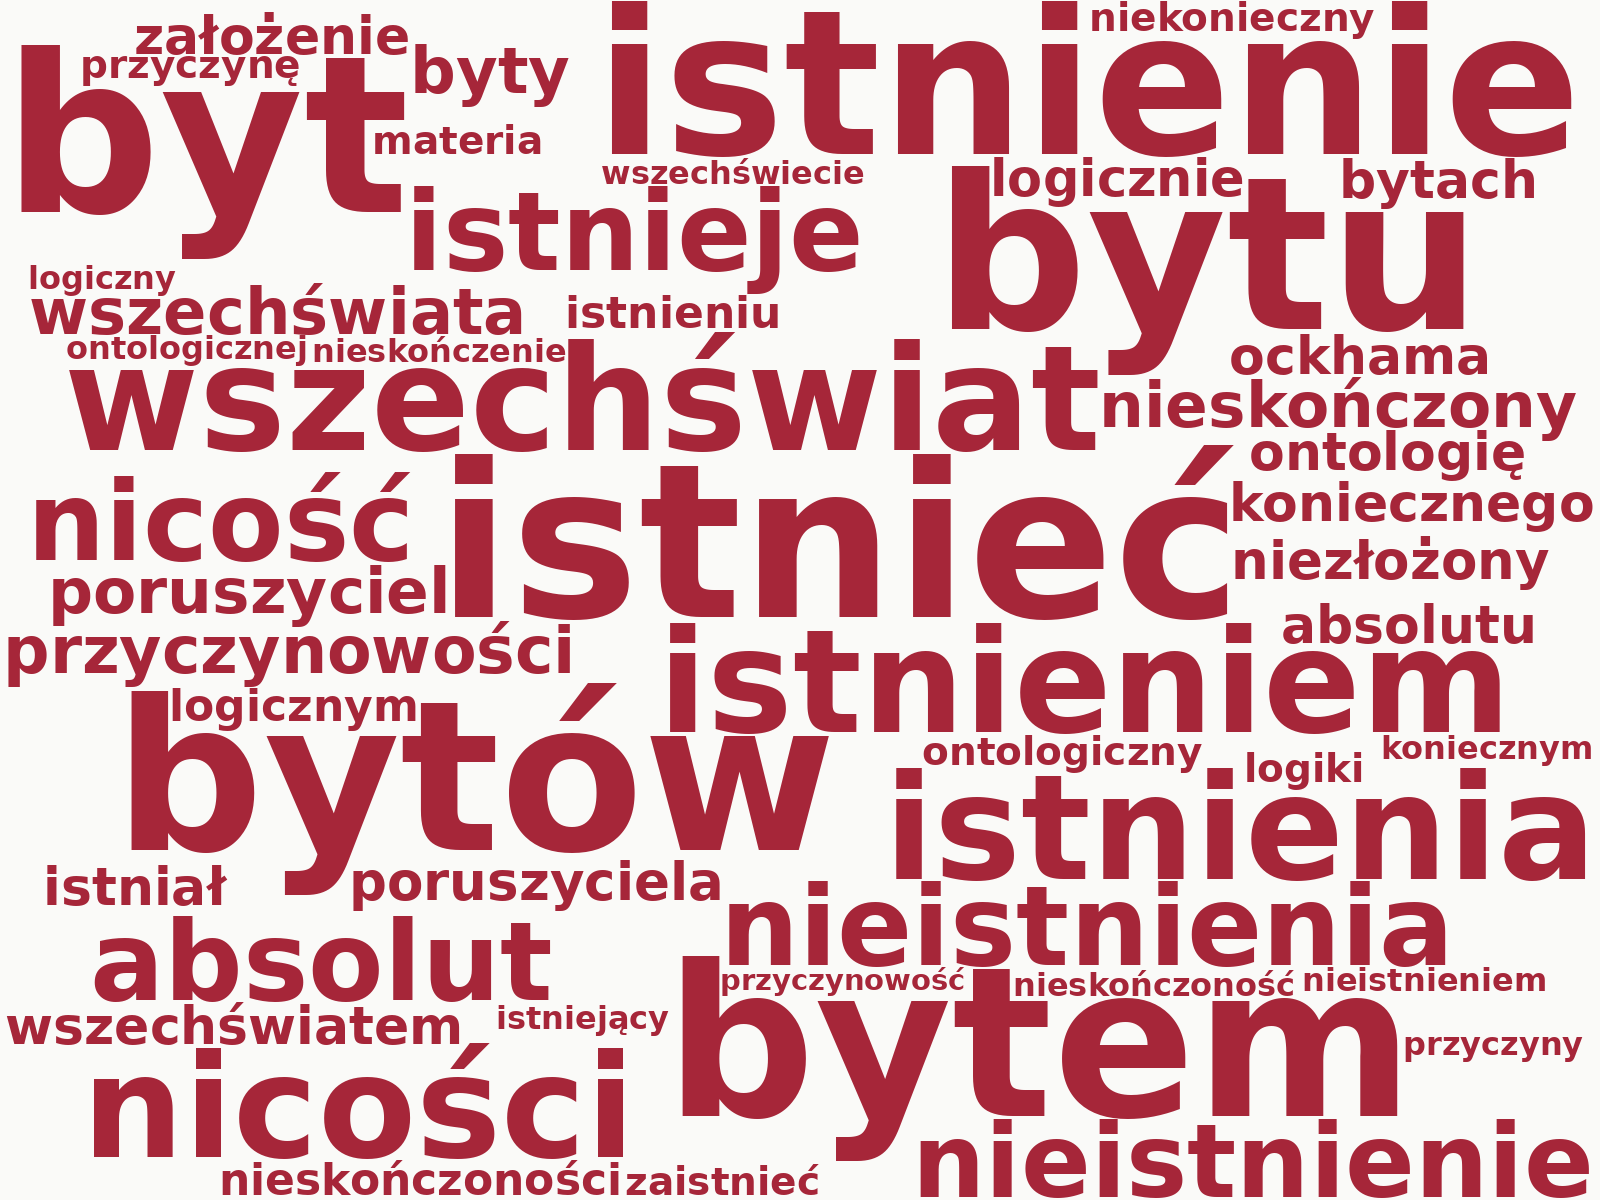 niekonieczny
założenie
istnienie
przyczynę
byty
byt
materia
wszechświecie
logicznie
bytach
istnieje
bytu
logiczny
wszechświata
istnieniu
ontologicznej
nieskończenie
ockhama
wszechświat
nieskończony
ontologię
nicość
istnieć
koniecznego
niezłożony
poruszyciel
absolutu
przyczynowości
istnieniem
logicznym
bytów
ontologiczny
koniecznym
logiki
istnienia
istniał
poruszyciela
nieistnienia
absolut
przyczynowość
nieskończoność
nieistnieniem
wszechświatem
istniejący
bytem
przyczyny
nicości
nieistnienie
nieskończoności
zaistnieć